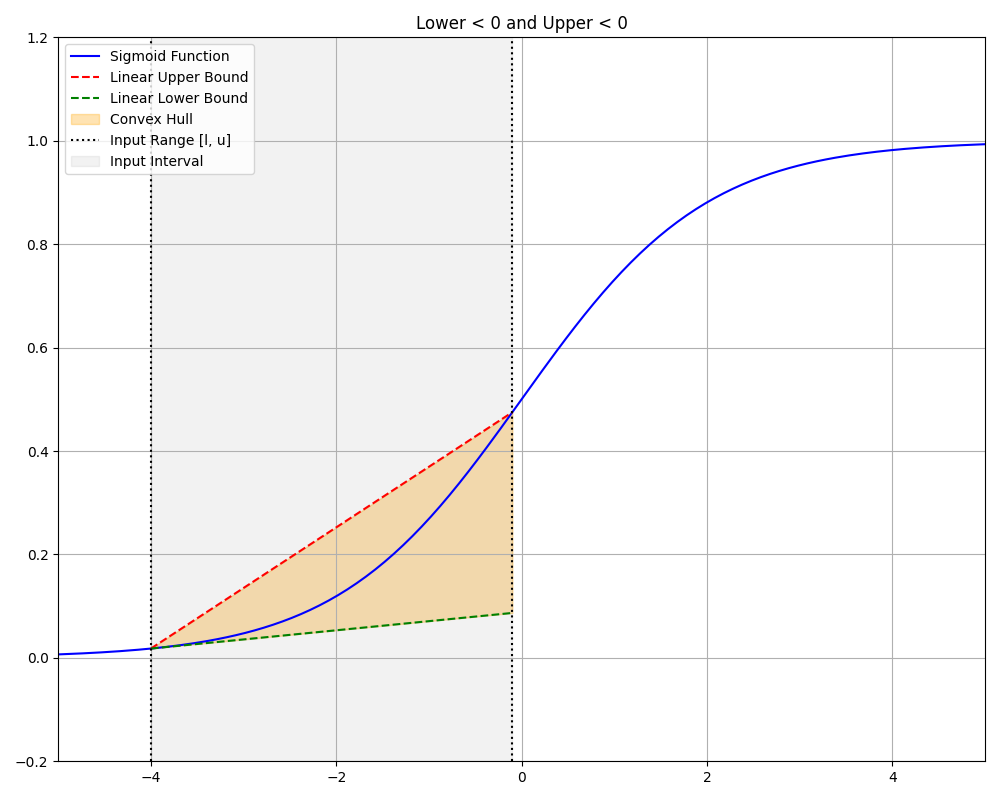 Lower < 0 and Upper < 0
1.2
1.0
0.8
0.6
0.4
0.2
0.0
−0.2
Sigmoid Function
Linear Upper Bound
Linear Lower Bound
Convex Hull
Input Range [l, u]
Input Interval
−4
−2
0
2
4